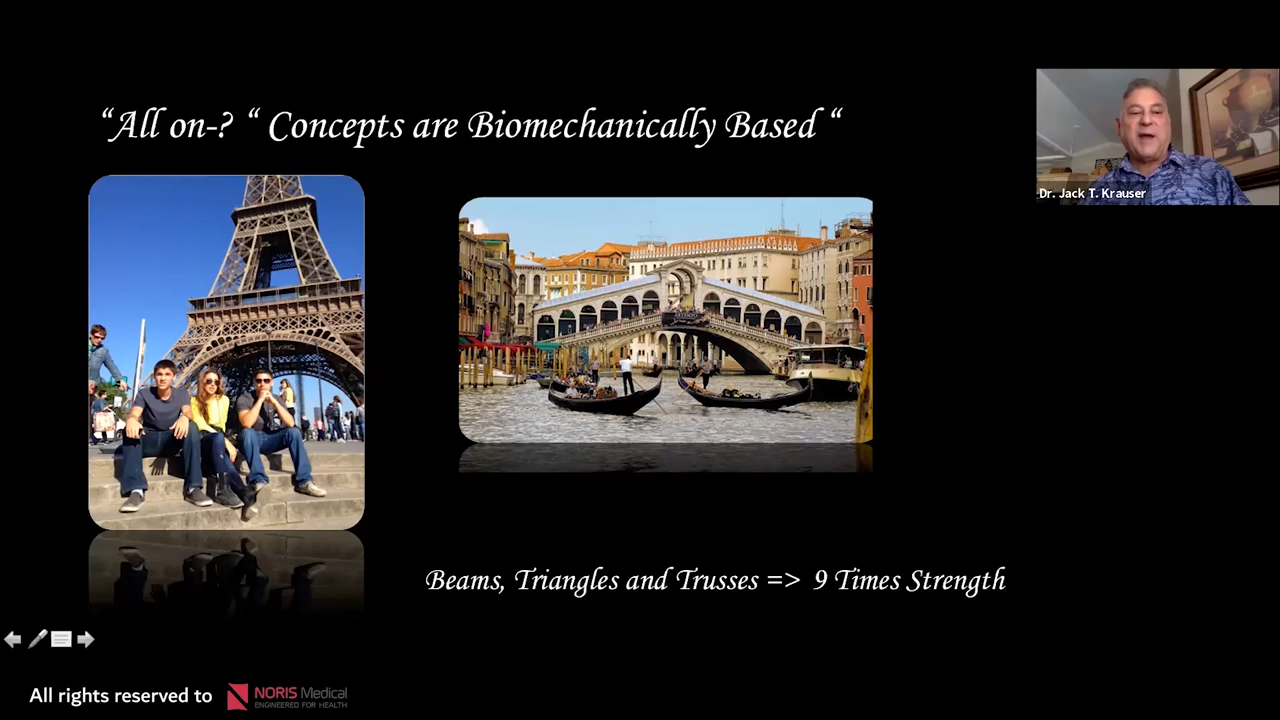 “All on-? “ Concepts are Biomechanically Based “
Dr. Jack T. Krauser
Beams, Triangles and Trusses => 9 Times Strength
All rights reserved to
NORIS Medical
ENGINEERED FOR HEALTH